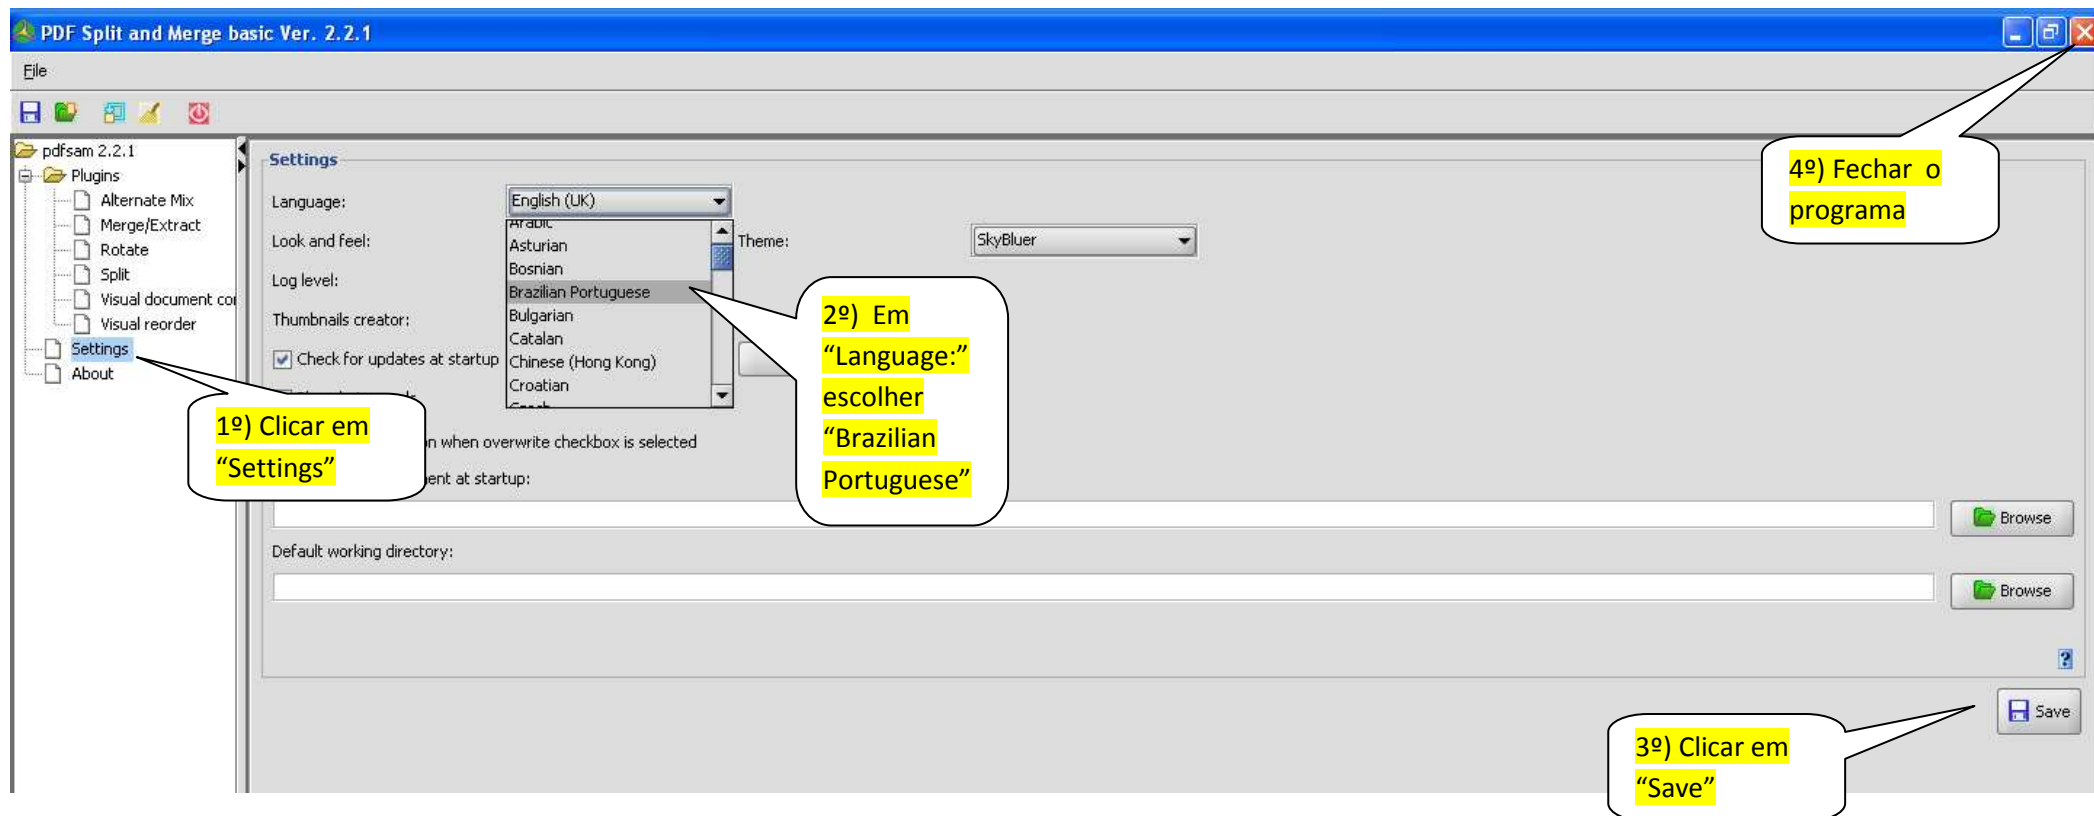 PDF Split and Merge basic Ver. 2.2.1
File
pdfsam 2.2.1
Plugins
Alternate Mix
Merge/Extract
Rotate
Split
Visual document
Visual reorder
Settings
About
Settings
Language:
English (UK)
Arabic
Asturian
Bosnian
Brazilian Portuguese
Bulgarian
Catalan
Chinese (Hong Kong)
Croatian
Look and feel:
Theme:
SkyBluer
Log level:
Thumbnails creator:
Check for updates at startup
when overwrite checkbox is selected
at startup:
Browse
Default working directory:
Browse
Save
1º) Clicar em
“Settings”
2º) Em
“Language:”
escolher
“Brazilian
Portuguese”
3º) Clicar em
“Save”
4º) Fechar o
programa